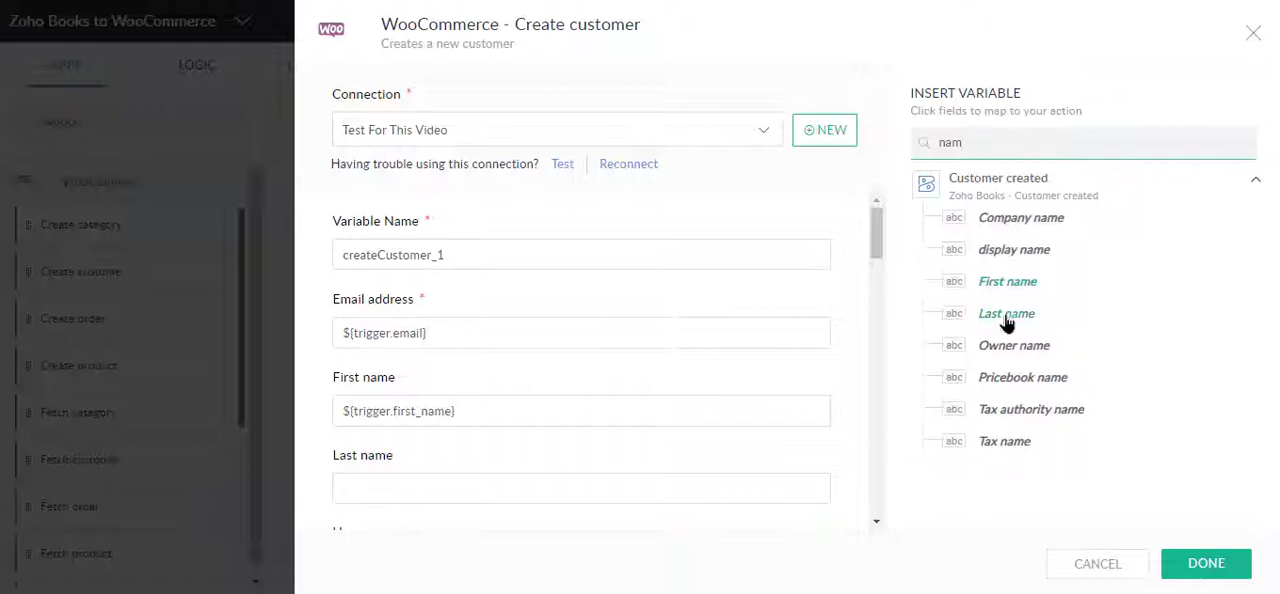 Zoho Books to WooCommerce
APPS
LOGIC
WooCommerce
Create category
Create customer
Create order
Create product
Fetch category
Fetch customer
Fetch order
Fetch product
WOO
WooCommerce - Create customer
Creates a new customer
Connection *
Test For This Video
NEW
Having trouble using this connection? Test Reconnect
Variable Name *
createCustomer_1
Email address *
${trigger.email}
First name
${trigger.first_name}
Last name
CANCEL
DONE
INSERT VARIABLE
Click fields to map to your action
nam
Customer created
Zoho Books - Customer created
abc Company name
abc display name
abc First name
abc Last name
abc Owner name
abc Pricebook name
abc Tax authority name
abc Tax name